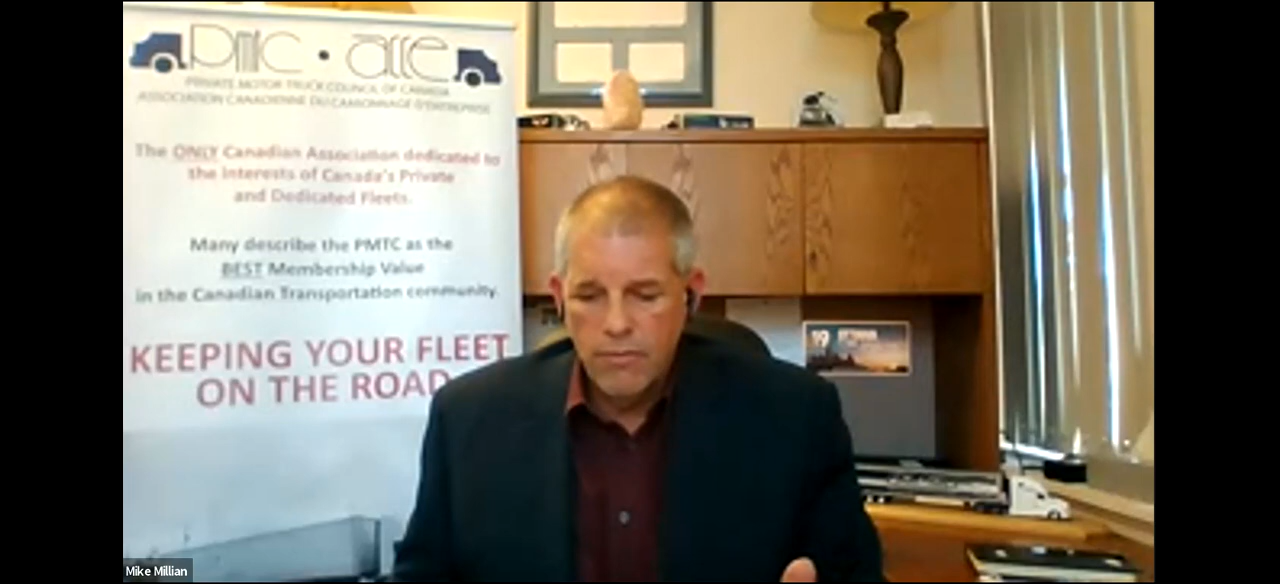 pmtc • acce
PRIVATE MOTOR TRUCK COUNCIL OF CANADA
ASSOCIATION CANADIENNE DU CAMIONNAGE D'ENTREPRISE
The ONLY Canadian Association dedicated to
the interests of Canada's Private
and Dedicated Fleets.
Many describe the PMTC as the
BEST Membership Value
in the Canadian Transportation community.
KEEPING YOUR FLEET
ON THE ROAD
19
Mike Millian